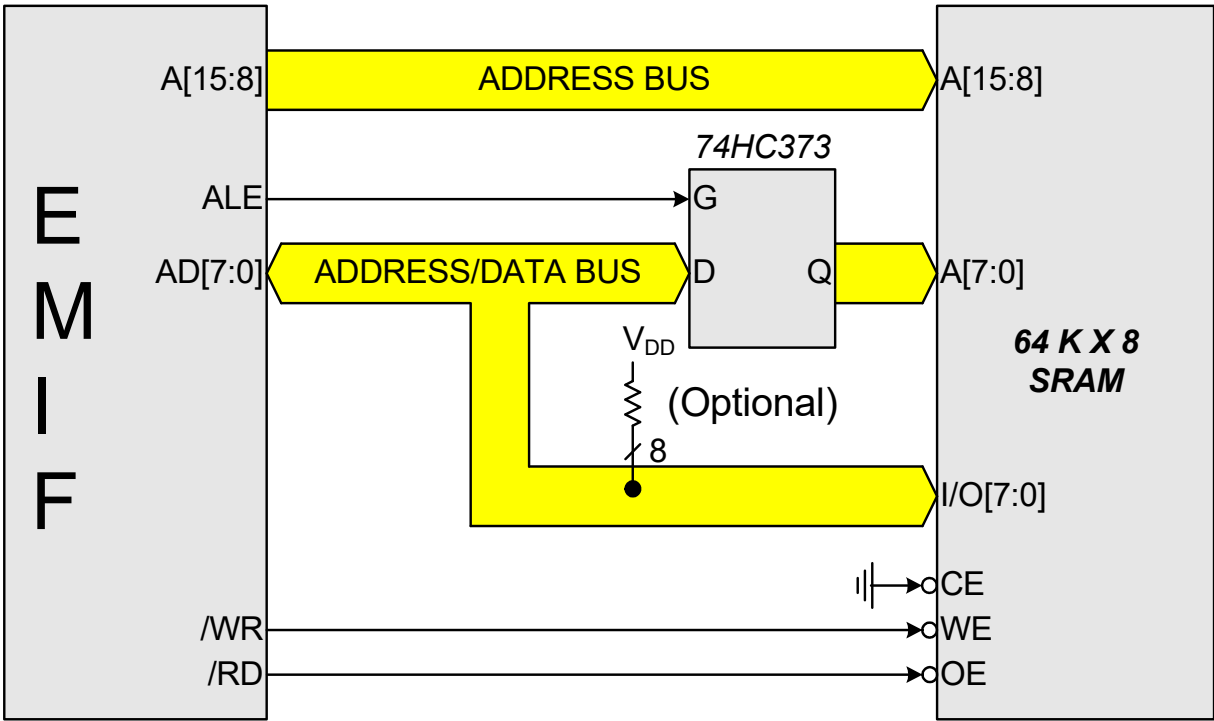 A[15:8]
ADDRESS BUS
A[15:8]
74HC373
ALE
G
AD[7:0]
ADDRESS/DATA BUS
D
Q
A[7:0]
E
M
I
F
VDD
(Optional)
8
64 K X 8
SRAM
I/O[7:0]
CE
/WR
WE
/RD
OE